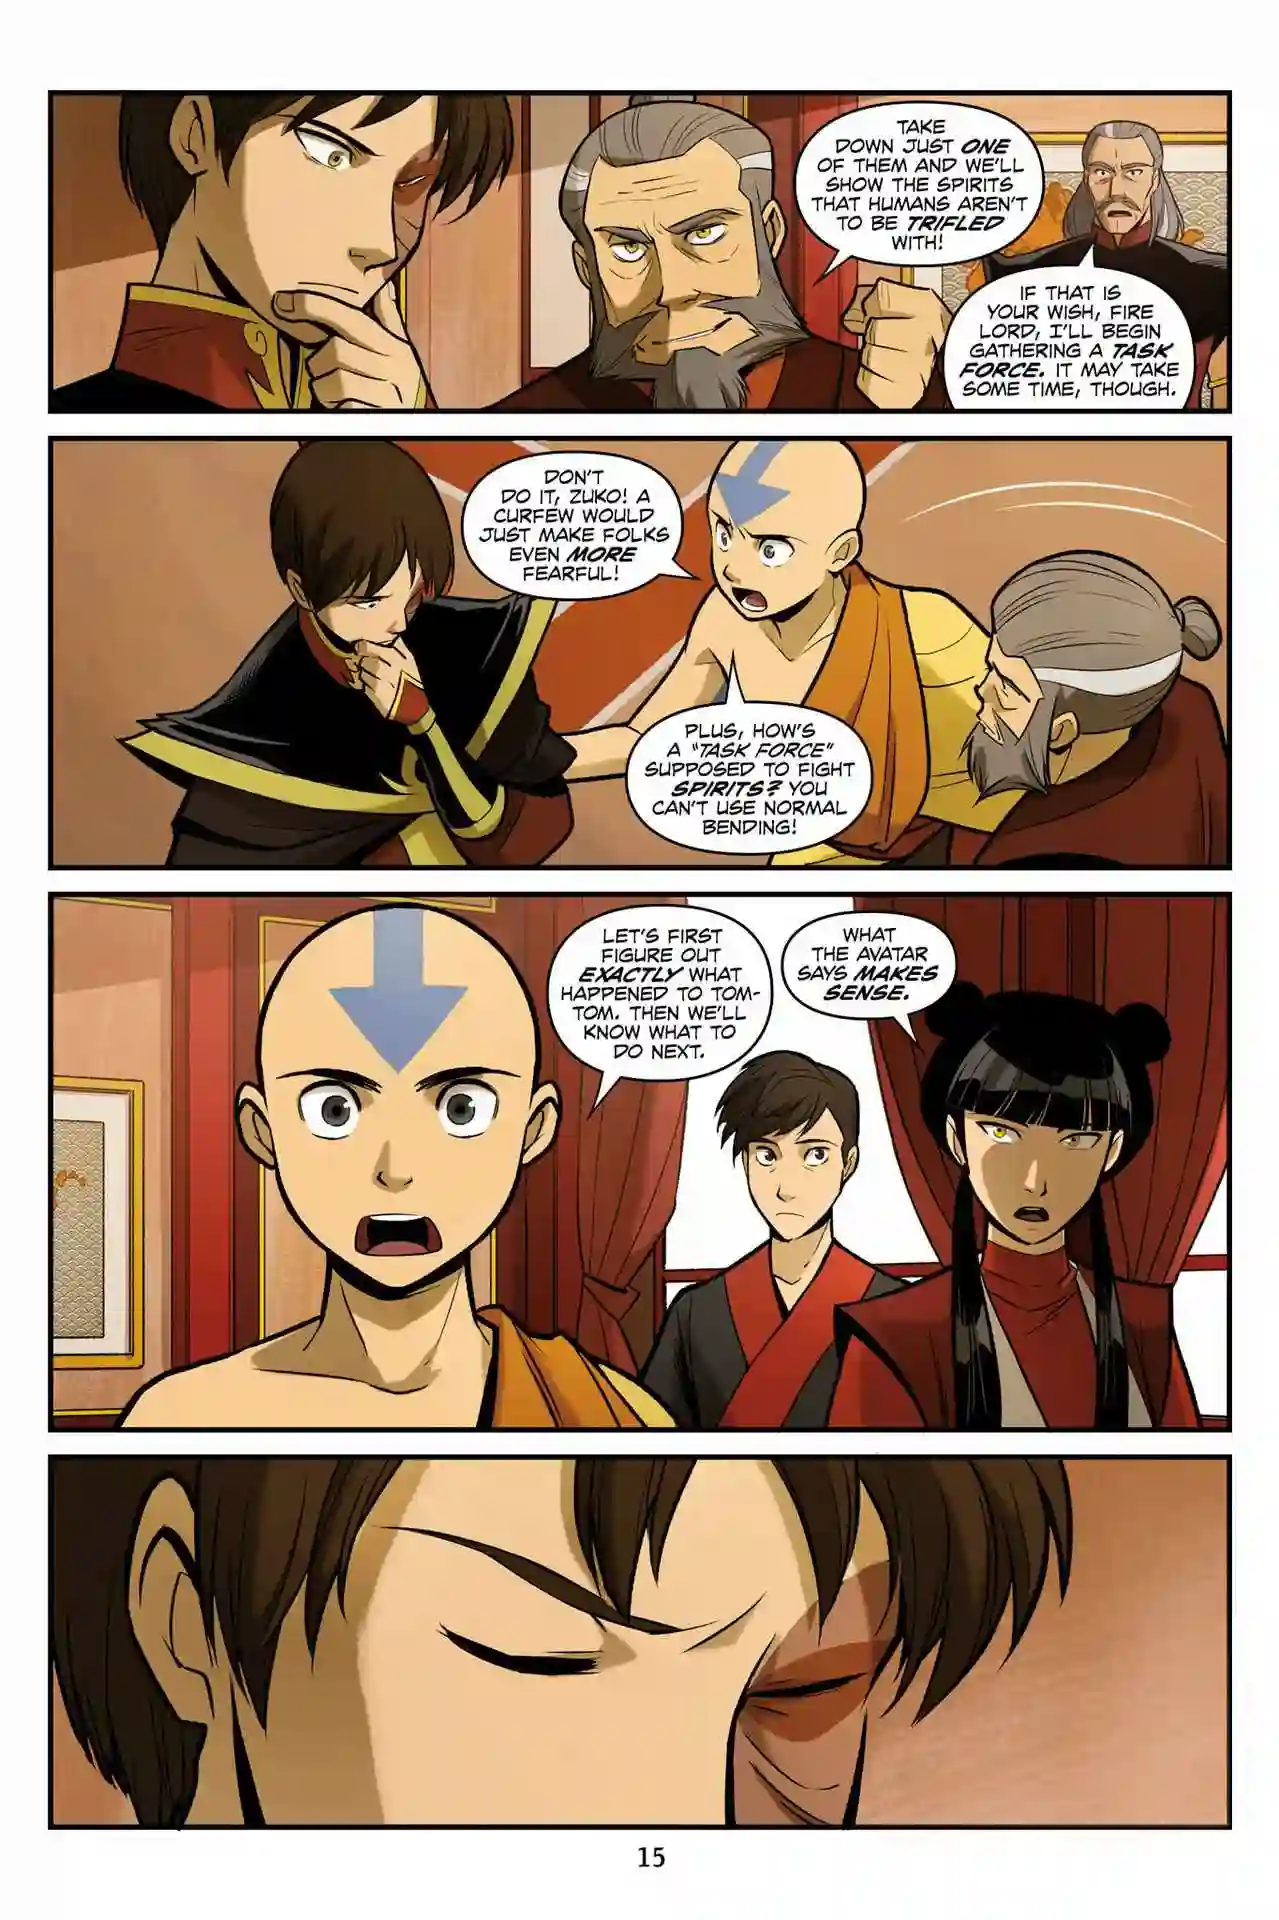 TAKE
DOWN JUST ONE
OF THEM AND WE'LL
SHOW THE SPIRITS
THAT HUMANS AREN'T
TO BE TRIFLED
WITH!
IF THAT IS
YOUR WISH, FIRE
LORD, I'LL BEGIN
GATHERING A TASK
FORCE. IT MAY TAKE
SOME TIME, THOUGH.
DON'T
DO IT, ZUKO! A
CURFEW WOULD
JUST MAKE FOLKS
EVEN MORE
FEARFUL!
PLUS, HOW'S
A "TASK FORCE"
SUPPOSED TO FIGHT
SPIRITS? YOU
CAN'T USE NORMAL
BENDING!
LET'S FIRST
FIGURE OUT
EXACTLY WHAT
HAPPENED TO TOM-
TOM. THEN WE'LL
KNOW WHAT TO
DO NEXT.
WHAT
THE AVATAR
SAYS MAKES
SENSE.
15